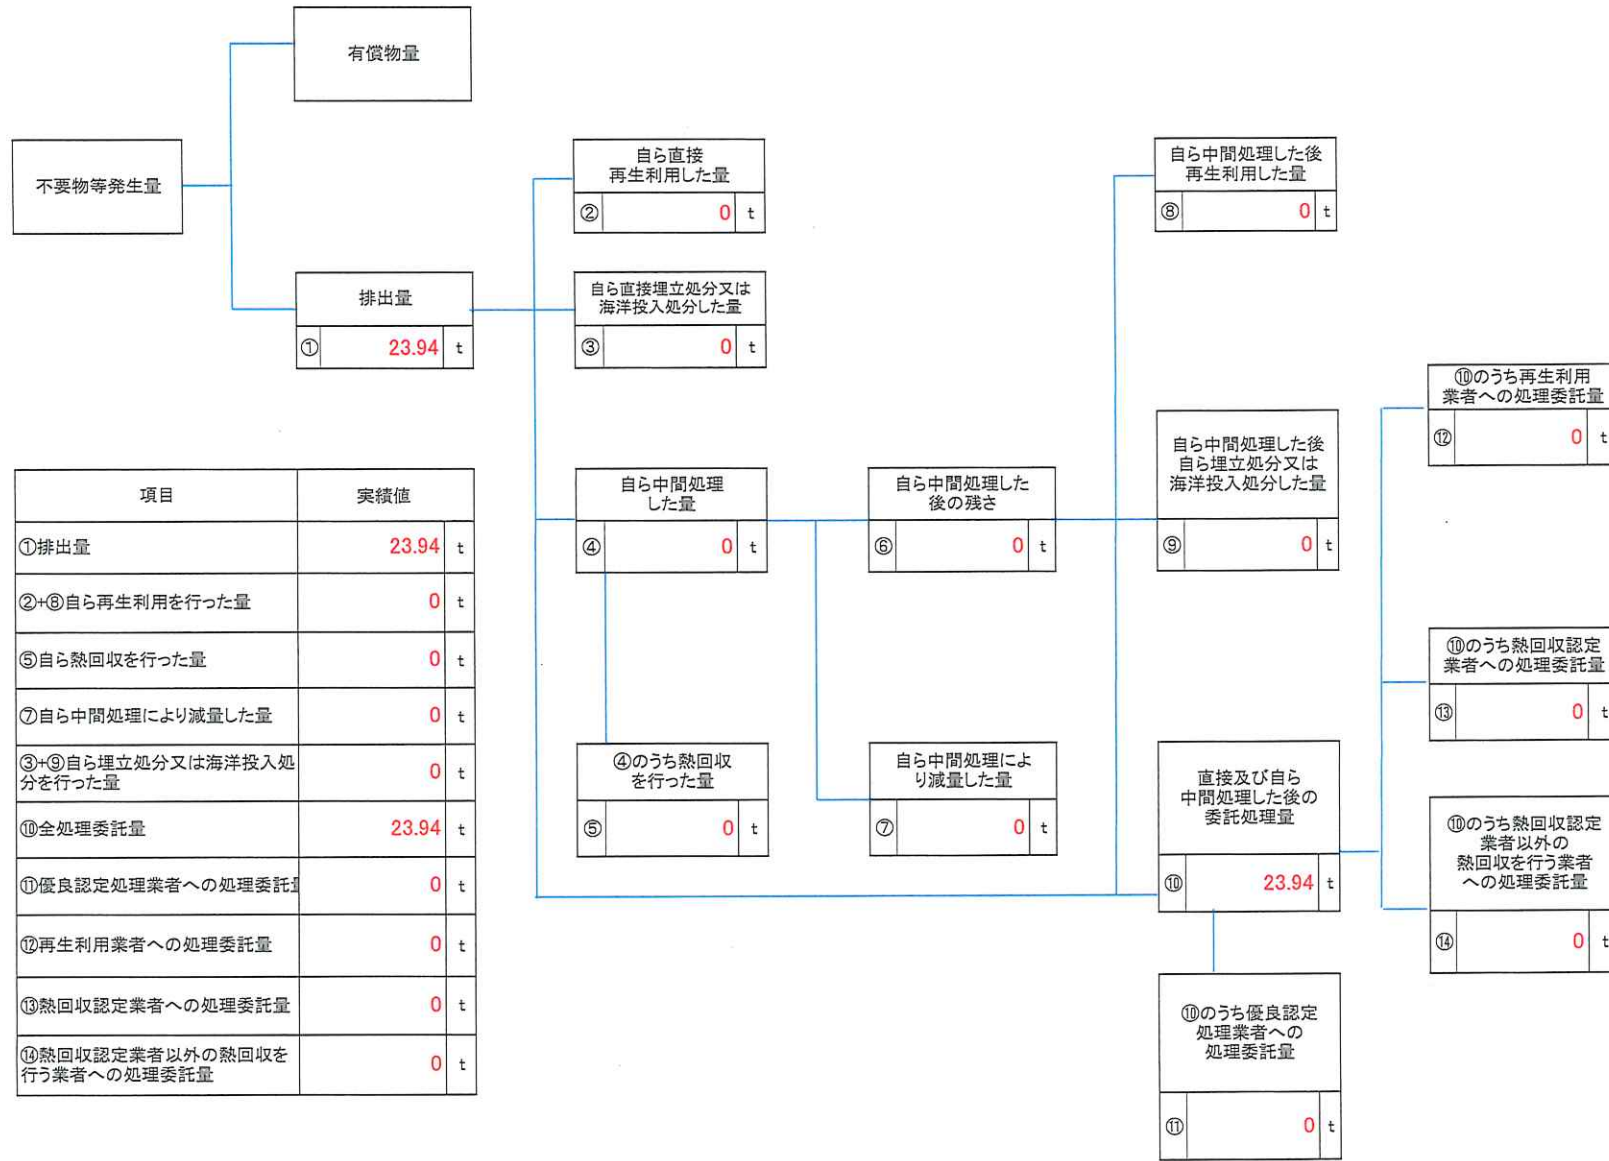 有償物量
不要物等発生量
排出量
① 23.94 t
自ら直接
再生利用した量
② 0 t
自ら直接埋立処分又は
海洋投入処分した量
③ 0 t
自ら中間処理
した量
④ 0 t
④のうち熱回収
を行った量
⑤ 0 t
自ら中間処理した
後の残さ
⑥ 0 t
自ら中間処理によ
り減量した量
⑦ 0 t
自ら中間処理した後
再生利用した量
⑧ 0 t
自ら中間処理した後
自ら埋立処分又は
海洋投入処分した量
⑨ 0 t
直接及び自ら
中間処理した後の
委託処理量
⑩ 23.94 t
⑩のうち優良認定
処理業者への
処理委託量
⑪ 0 t
⑩のうち再生利用
業者への処理委託量
⑫ 0 t
⑩のうち熱回収認定
業者への処理委託量
⑬ 0 t
⑩のうち熱回収認定
業者以外の
熱回収を行う業者
への処理委託量
⑭ 0 t
項目 実績値
①排出量 23.94 t
②+⑧自ら再生利用を行った量 0 t
⑤自ら熱回収を行った量 0 t
⑦自ら中間処理により減量した量 0 t
③+⑨自ら埋立処分又は海洋投入処
分を行った量 0 t
⑩全処理委託量 23.94 t
⑪優良認定処理業者への処理委託 0 t
⑫再生利用業者への処理委託量 0 t
⑬熱回収認定業者への処理委託量 0 t
⑭熱回収認定業者以外の熱回収を
行う業者への処理委託量 0 t